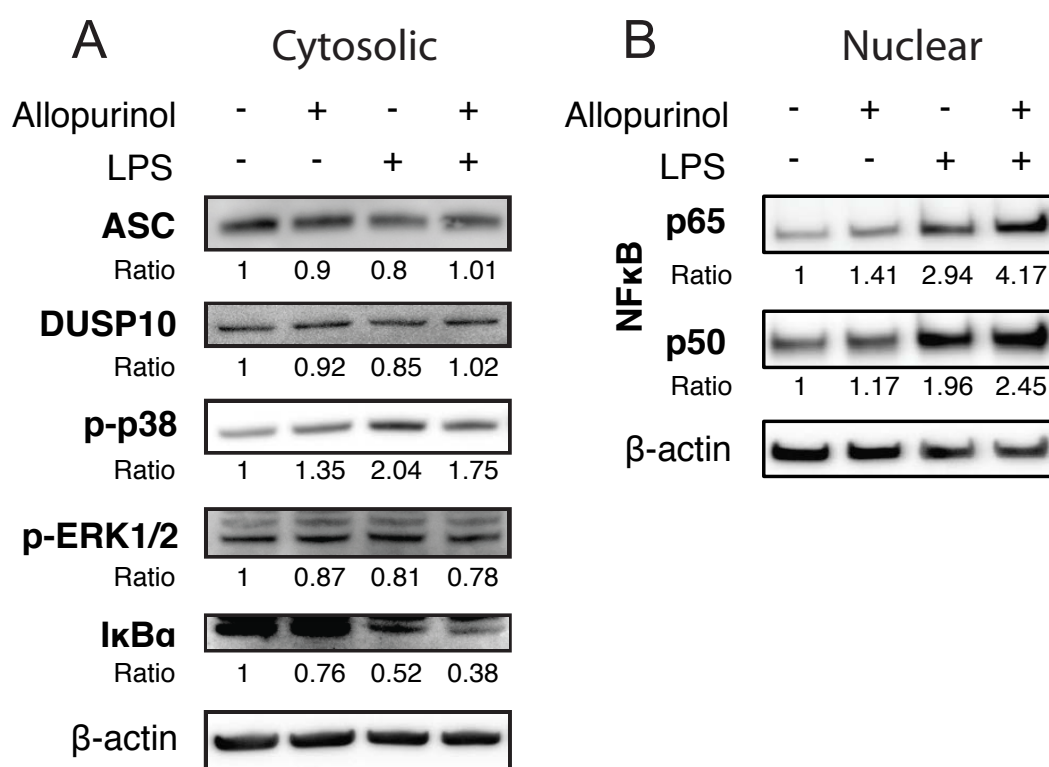 A Cytosolic
Allopurinol - + - +
LPS - - + +
ASC
Ratio 1 0.9 0.8 1.01
DUSP10
Ratio 1 0.92 0.85 1.02
p-p38
Ratio 1 1.35 2.04 1.75
p-ERK1/2
Ratio 1 0.87 0.81 0.78
IκBα
Ratio 1 0.76 0.52 0.38
β-actin
B Nuclear
Allopurinol - + - +
LPS - - + +
NFκB
p65
Ratio 1 1.41 2.94 4.17
p50
Ratio 1 1.17 1.96 2.45
β-actin